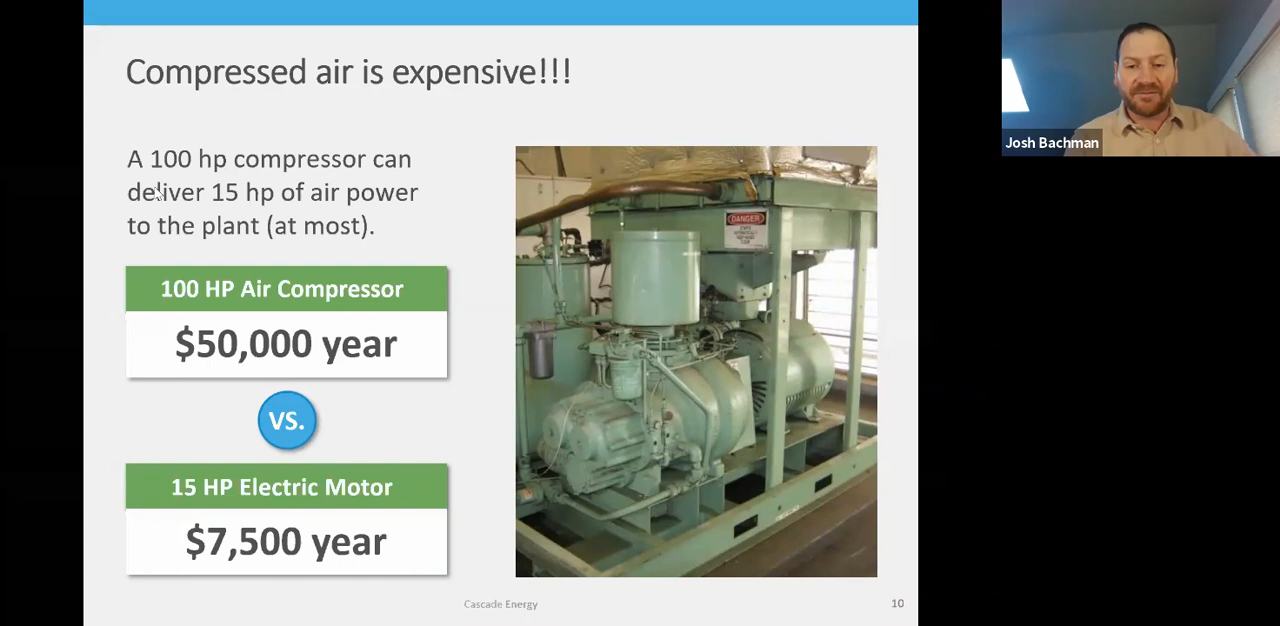 Compressed air is expensive!!!
A 100 hp compressor can
deliver 15 hp of air power
to the plant (at most).
100 HP Air Compressor
$50,000 year
VS.
15 HP Electric Motor
$7,500 year
DANGER
Cascade Energy
10
Josh Bachman